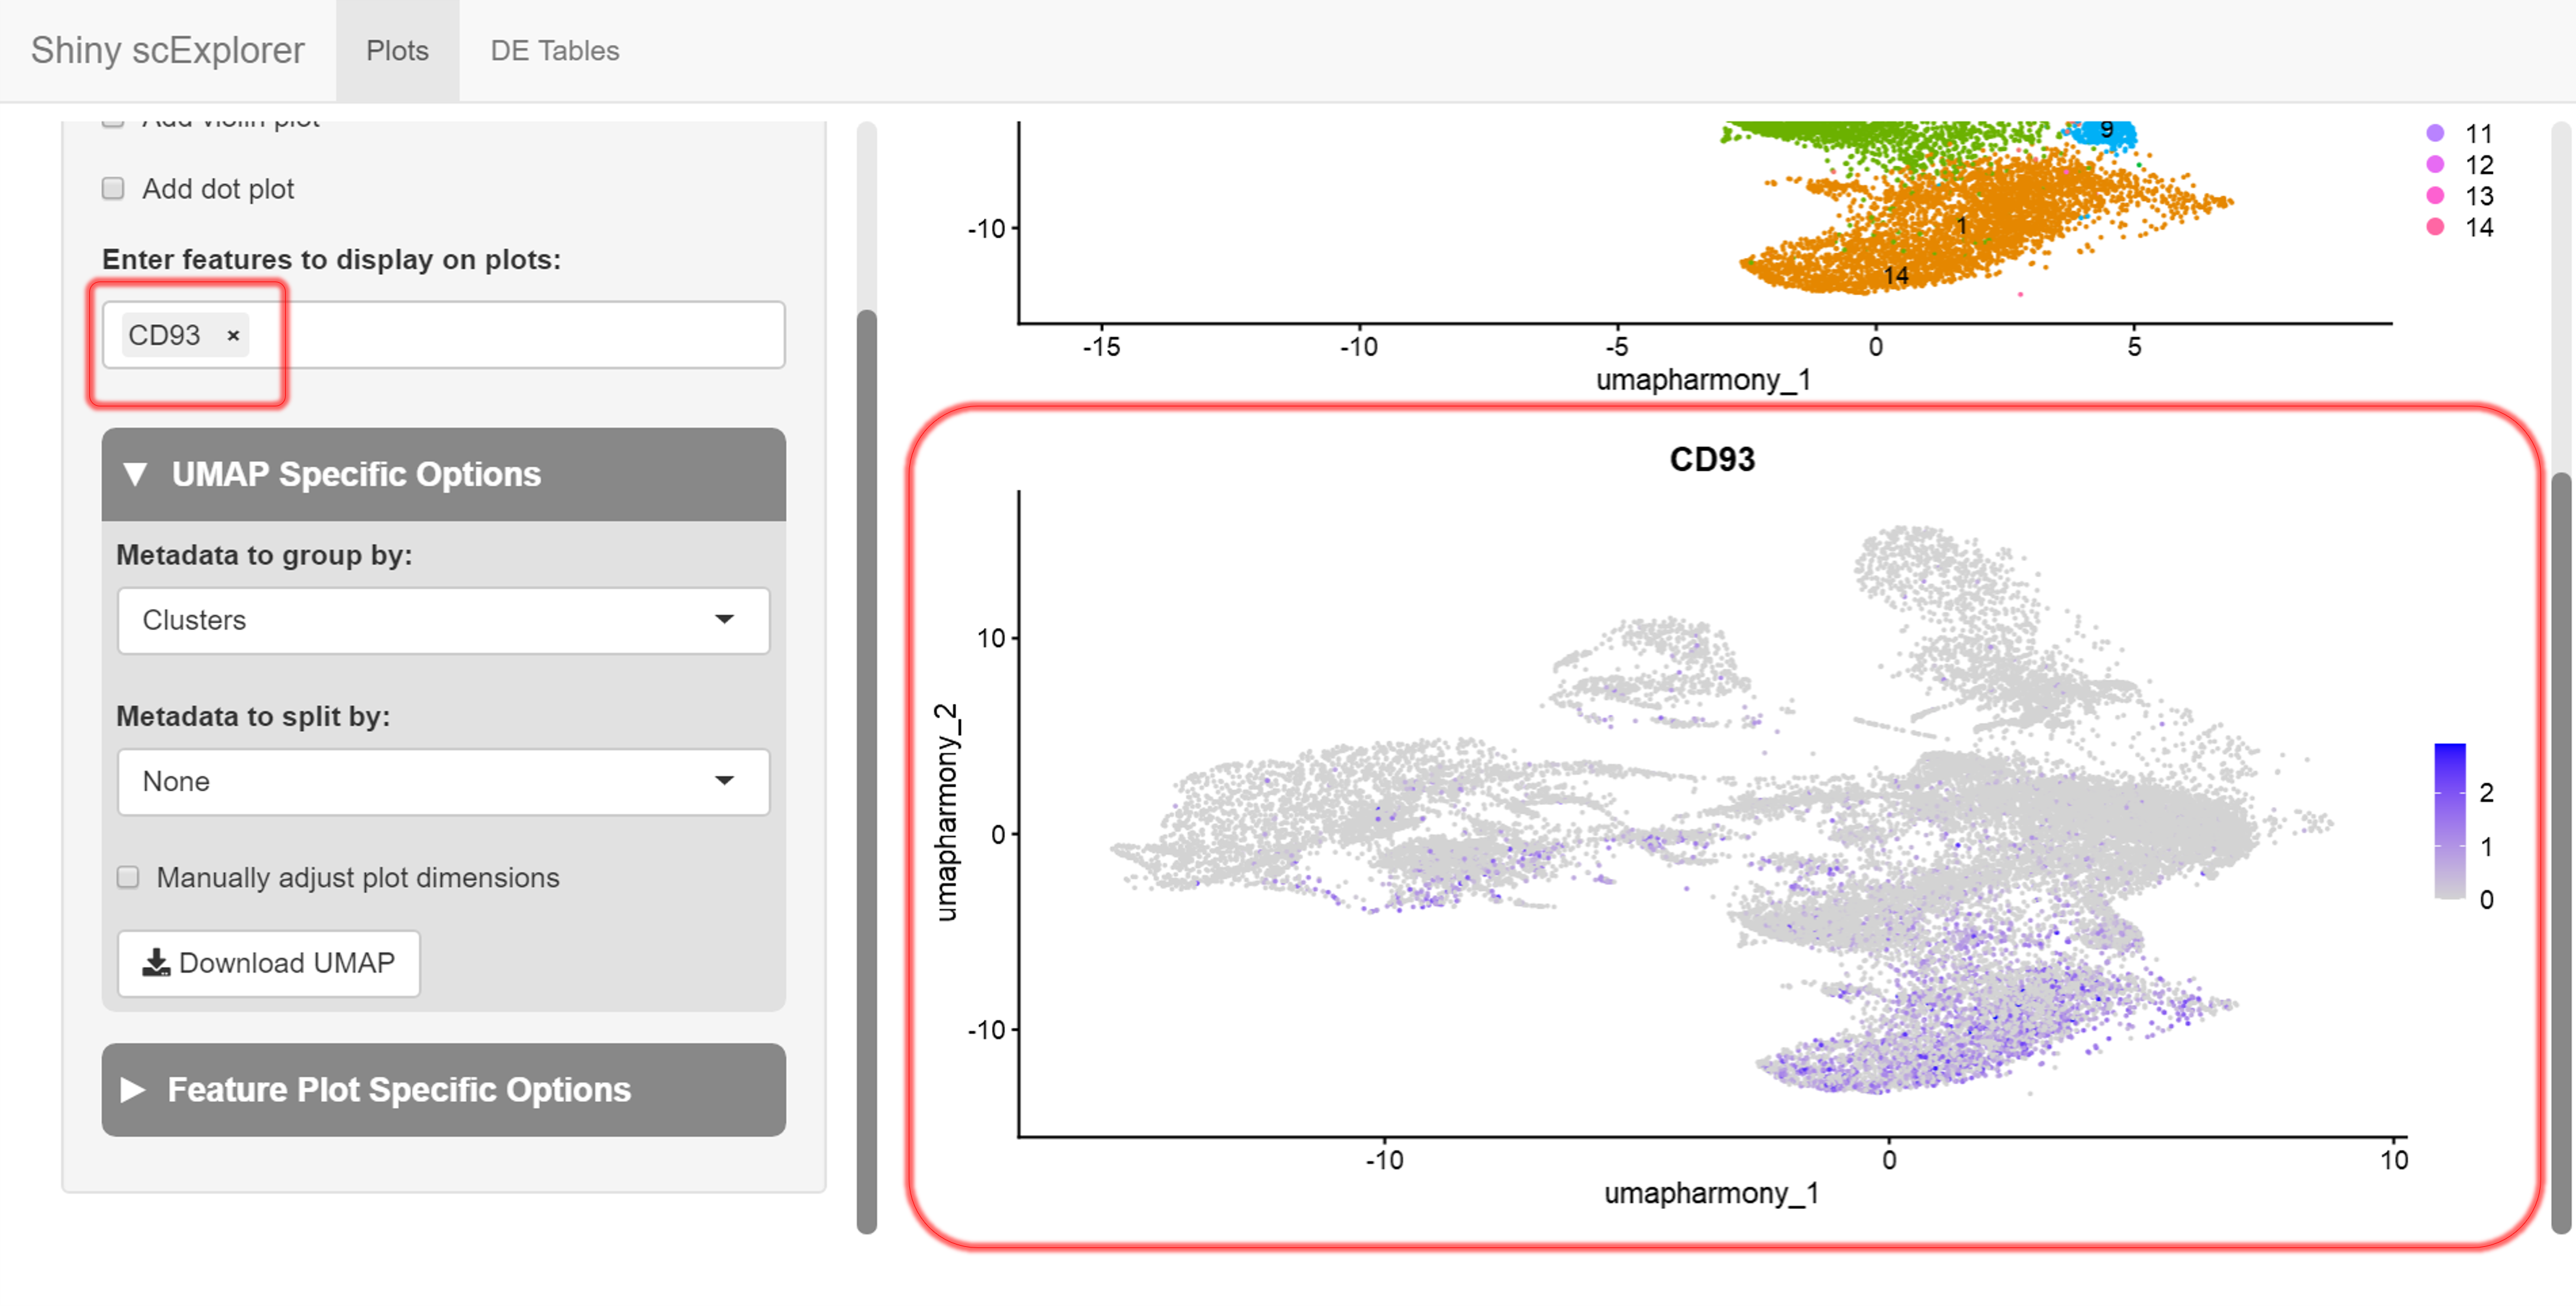 Shiny scExplorer
Plots
DE Tables
Add violin plot
Add dot plot
Enter features to display on plots:
CD93 ×
▼ UMAP Specific Options
Metadata to group by:
Clusters
Metadata to split by:
None
Manually adjust plot dimensions
Download UMAP
▶ Feature Plot Specific Options
9
1
14
-10
-15 -10 -5 0 5
umapharmony_1
11
12
13
14
CD93
umapharmony_2
10
0
-10
-10 0 10
umapharmony_1
2
1
0